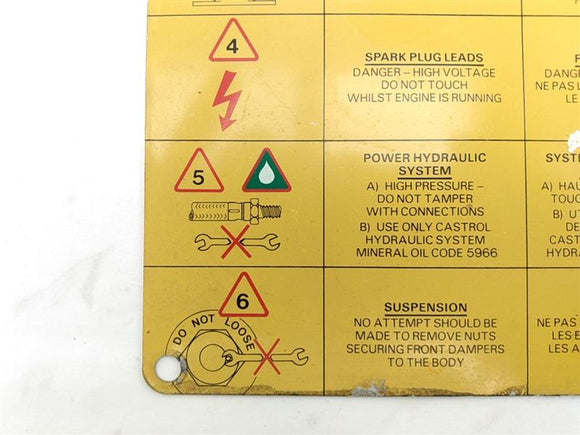 4
SPARK PLUG LEADS
DANGER – HIGH VOLTAGE
DO NOT TOUCH
WHILST ENGINE IS RUNNING
DANG
NE PAS L
LES
5
POWER HYDRAULIC
SYSTEM
A) HIGH PRESSURE –
DO NOT TAMPER
WITH CONNECTIONS
B) USE ONLY CASTROL
HYDRAULIC SYSTEM
MINERAL OIL CODE 5966
SYST
A) HAU
TOUC
B) U
DE
CAST
HYDRA
6
DO NOT LOOSE
SUSPENSION
NO ATTEMPT SHOULD BE
MADE TO REMOVE NUTS
SECURING FRONT DAMPERS
TO THE BODY
NE PAS
LES E
LES A